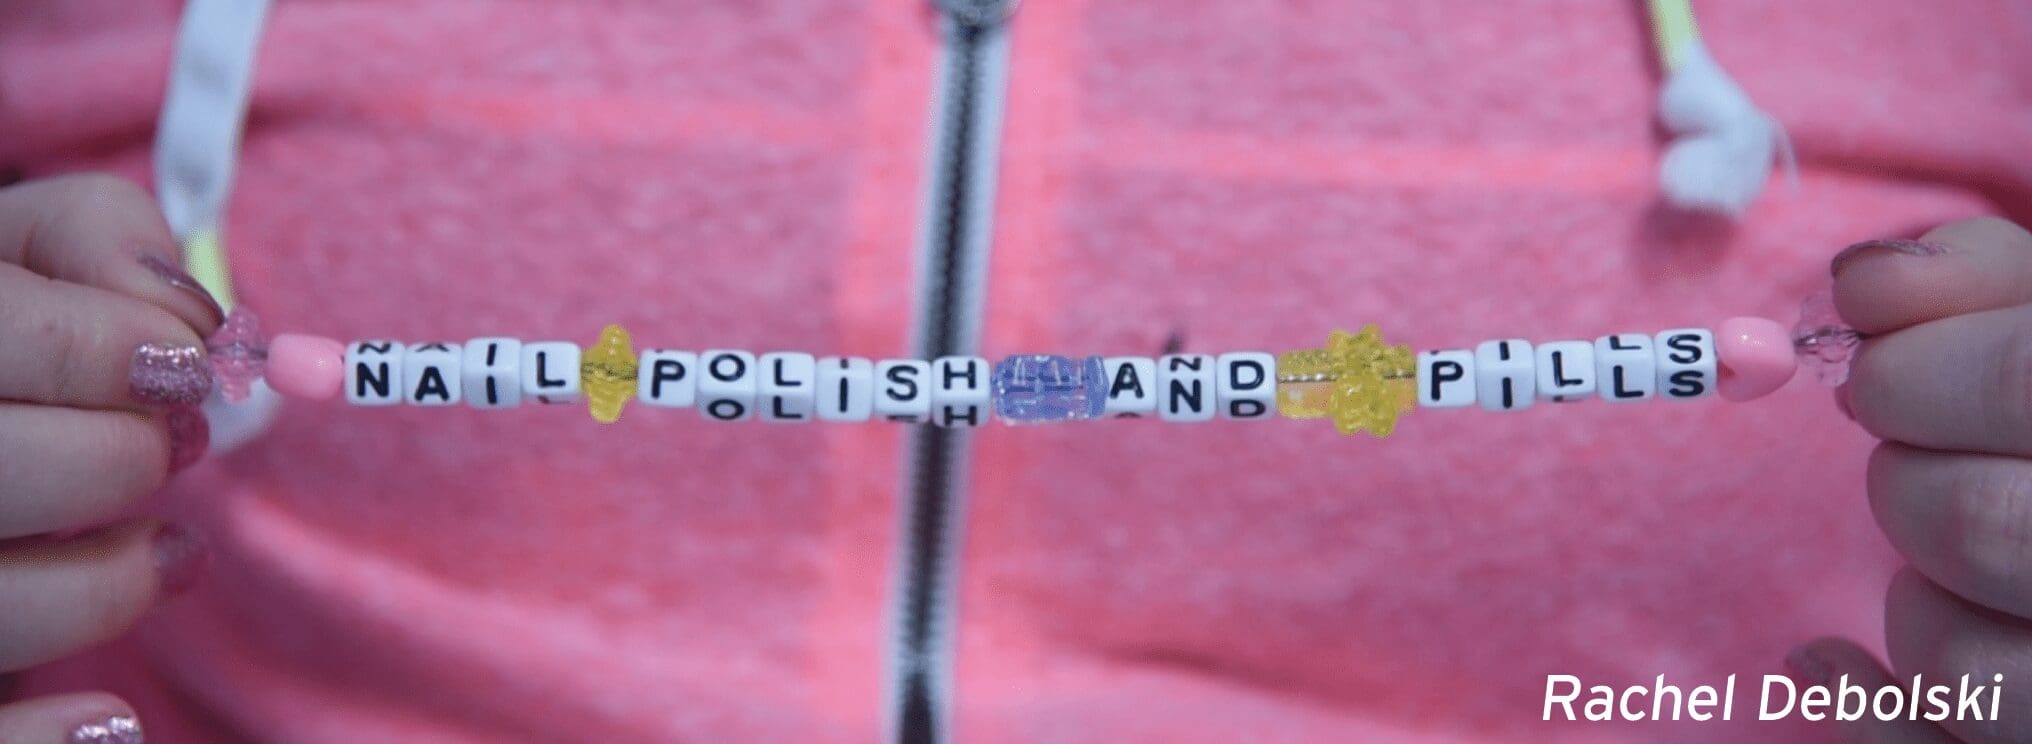 NAIL POLISH AND PILLS
Rachel Debolski